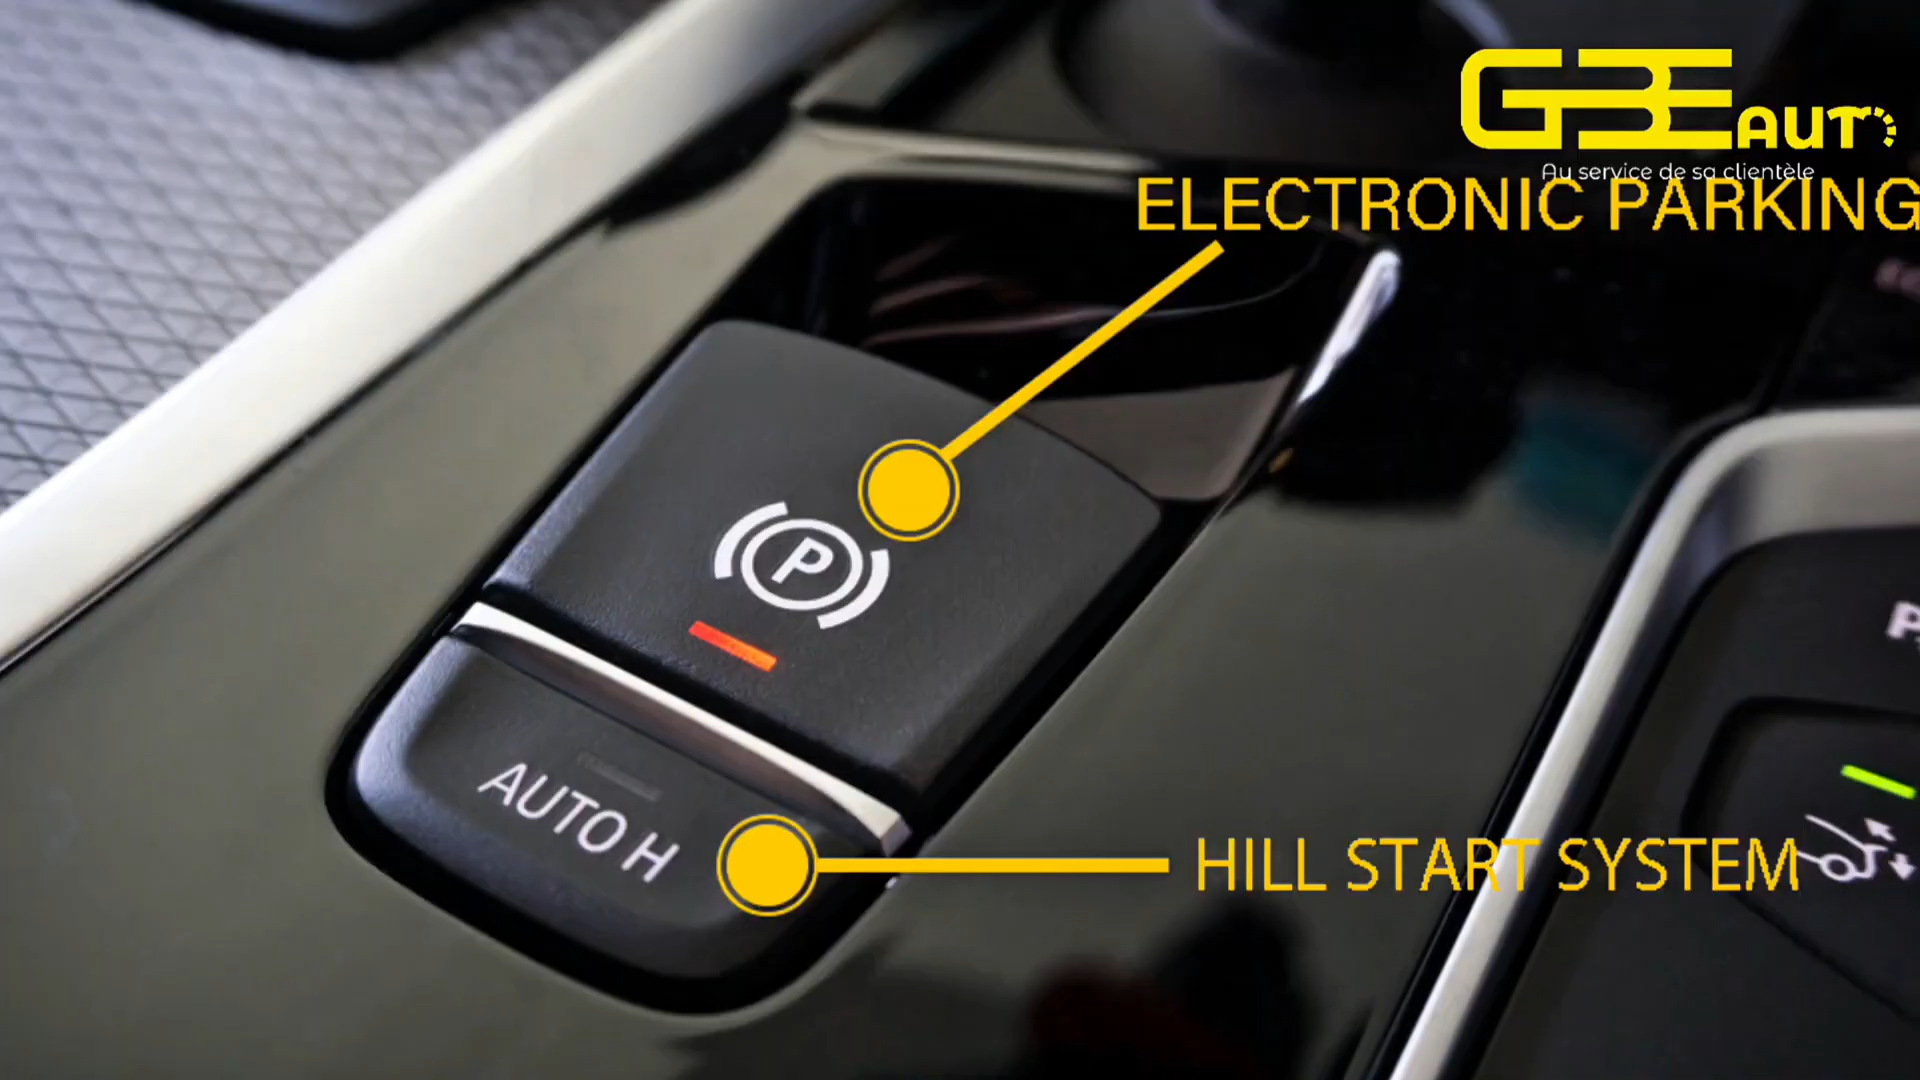 GBE AUTO
Au service de sa clientèle
ELECTRONIC PARKING
P
AUTO H
HILL START SYSTEM